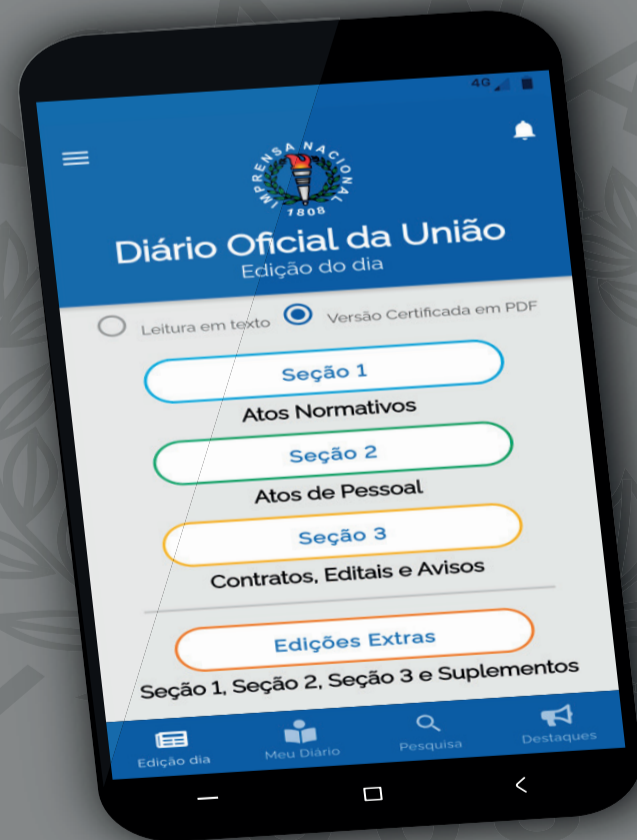 4G
IMPRENSA NACIONAL
1808
Diário Oficial da União
Edição do dia
Leitura em texto Versão Certificada em PDF
Seção 1
Atos Normativos
Seção 2
Atos de Pessoal
Seção 3
Contratos, Editais e Avisos
Edições Extras
Seção 1, Seção 2, Seção 3 e Suplementos
Edição dia Meu Diário Pesquisa Destaques